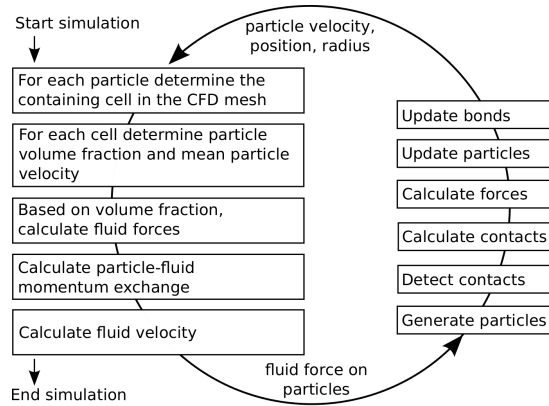 Start simulation
particle velocity,
position, radius
For each particle determine the
containing cell in the CFD mesh
For each cell determine particle
volume fraction and mean particle
velocity
Based on volume fraction,
calculate fluid forces
Calculate particle-fluid
momentum exchange
Calculate fluid velocity
End simulation
Update bonds
Update particles
Calculate forces
Calculate contacts
Detect contacts
Generate particles
fluid force on
particles